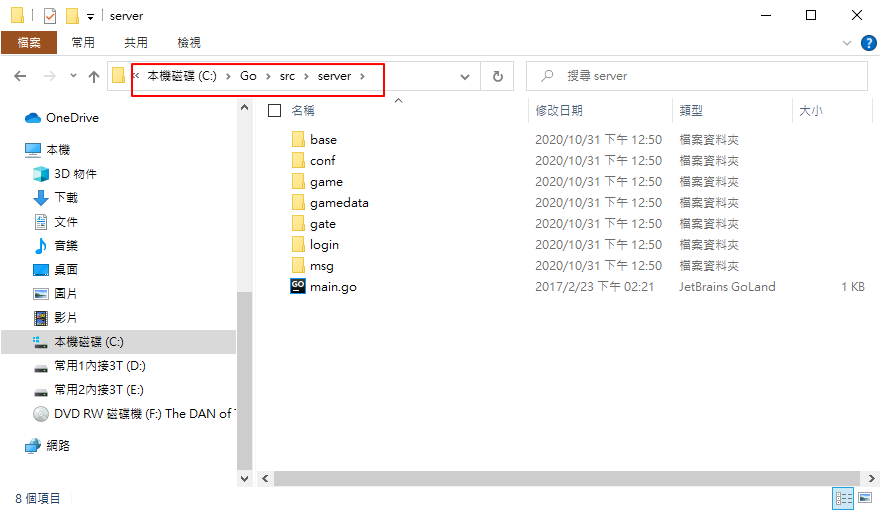 server
檔案 常用 共用 檢視
« 本機磁碟 (C:) › Go › src › server ›
搜尋 server
OneDrive
本機
3D 物件
下載
文件
音樂
桌面
圖片
影片
本機磁碟 (C:)
常用1內接3T (D:)
常用2內接3T (E:)
DVD RW 磁碟機 (F:) The DAN of
網路
名稱 修改日期 類型 大小
base 2020/10/31 下午 12:50 檔案資料夾
conf 2020/10/31 下午 12:50 檔案資料夾
game 2020/10/31 下午 12:50 檔案資料夾
gamedata 2020/10/31 下午 12:50 檔案資料夾
gate 2020/10/31 下午 12:50 檔案資料夾
login 2020/10/31 下午 12:50 檔案資料夾
msg 2020/10/31 下午 12:50 檔案資料夾
GO main.go 2017/2/23 下午 02:21 JetBrains GoLand 1 KB
8 個項目